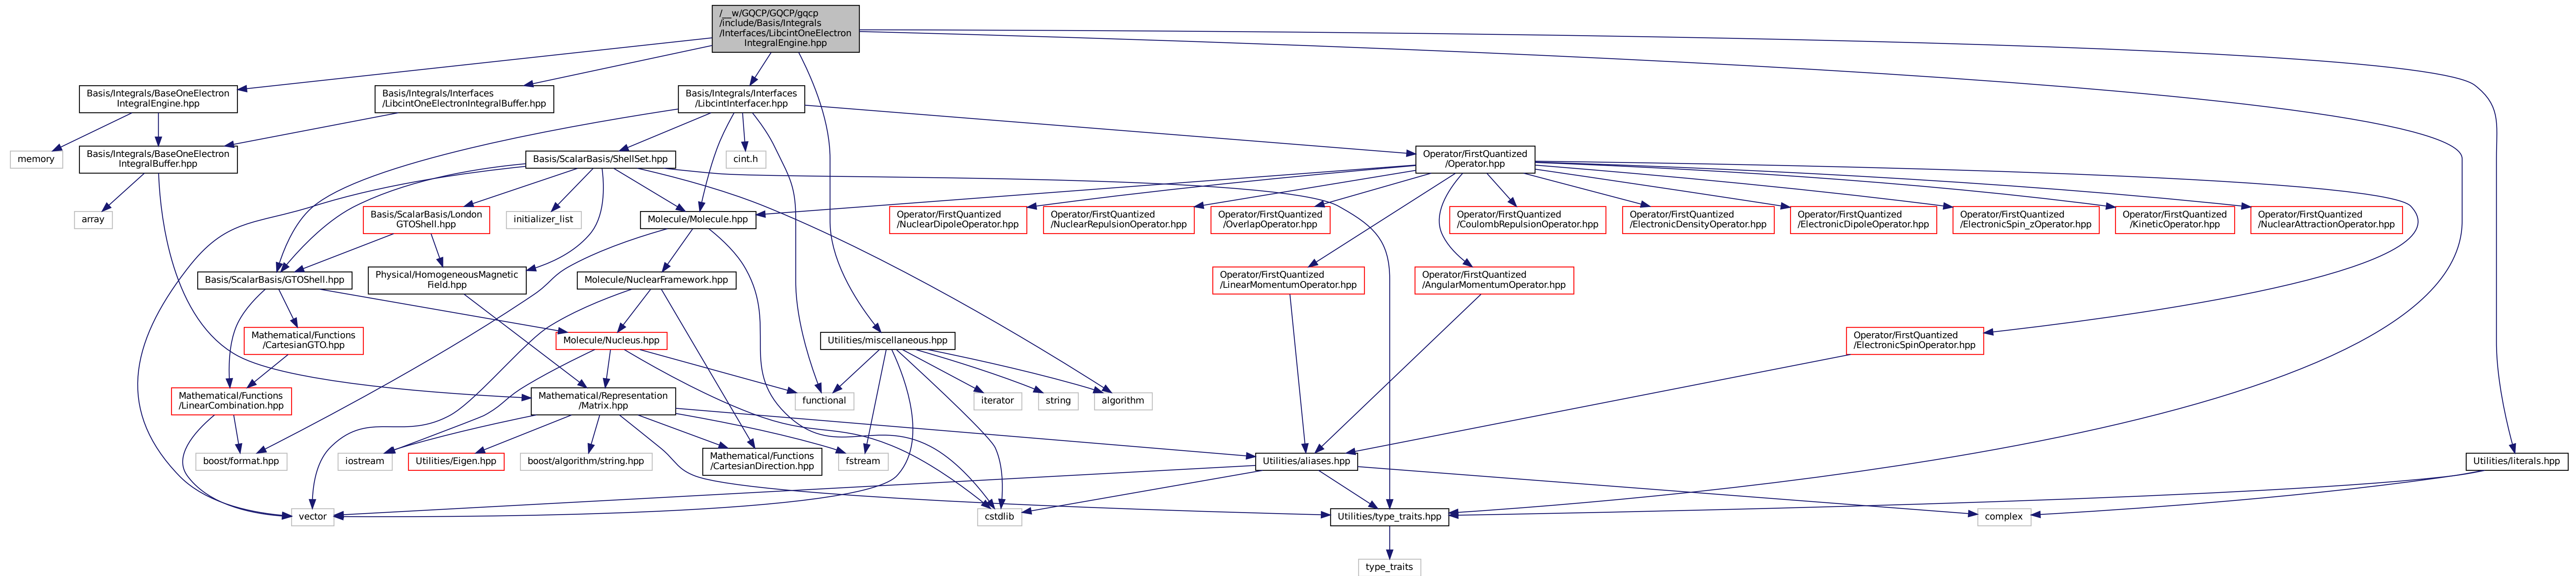 /__w/GQCP/GQCP/gqcp
/include/Basis/Integrals
/Interfaces/LibcintOneElectron
IntegralEngine.hpp
Basis/Integrals/BaseOneElectron
IntegralEngine.hpp
Basis/Integrals/Interfaces
/LibcintOneElectronIntegralBuffer.hpp
Basis/Integrals/Interfaces
/LibcintInterfacer.hpp
memory
Basis/Integrals/BaseOneElectron
IntegralBuffer.hpp
Basis/ScalarBasis/ShellSet.hpp
cint.h
Operator/FirstQuantized
/Operator.hpp
array
Basis/ScalarBasis/London
GTOShell.hpp
initializer_list
Molecule/Molecule.hpp
Operator/FirstQuantized
/NuclearDipoleOperator.hpp
Operator/FirstQuantized
/NuclearRepulsionOperator.hpp
Operator/FirstQuantized
/OverlapOperator.hpp
Operator/FirstQuantized
/CoulombRepulsionOperator.hpp
Operator/FirstQuantized
/ElectronicDensityOperator.hpp
Operator/FirstQuantized
/ElectronicDipoleOperator.hpp
Operator/FirstQuantized
/ElectronicSpin_zOperator.hpp
Operator/FirstQuantized
/KineticOperator.hpp
Operator/FirstQuantized
/NuclearAttractionOperator.hpp
Basis/ScalarBasis/GTOShell.hpp
Physical/HomogeneousMagnetic
Field.hpp
Molecule/NuclearFramework.hpp
Operator/FirstQuantized
/LinearMomentumOperator.hpp
Operator/FirstQuantized
/AngularMomentumOperator.hpp
Mathematical/Functions
/CartesianGTO.hpp
Molecule/Nucleus.hpp
Utilities/miscellaneous.hpp
Operator/FirstQuantized
/ElectronicSpinOperator.hpp
Mathematical/Functions
/LinearCombination.hpp
Mathematical/Representation
/Matrix.hpp
functional
iterator
string
algorithm
boost/format.hpp
iostream
Utilities/Eigen.hpp
boost/algorithm/string.hpp
Mathematical/Functions
/CartesianDirection.hpp
fstream
Utilities/aliases.hpp
Utilities/literals.hpp
vector
cstdlib
Utilities/type_traits.hpp
complex
type_traits